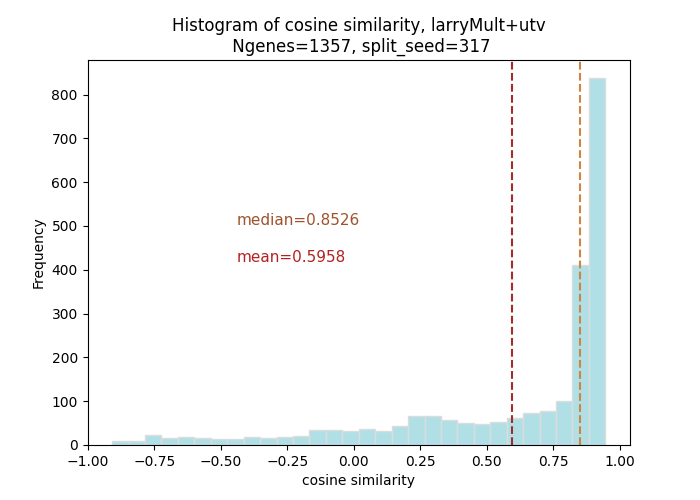 Histogram of cosine similarity, larryMult+utv
Ngenes=1357, split_seed=317
Frequency
800
700
600
500
400
300
200
100
0
median=0.8526
mean=0.5958
−1.00 −0.75 −0.50 −0.25 0.00 0.25 0.50 0.75 1.00
cosine similarity